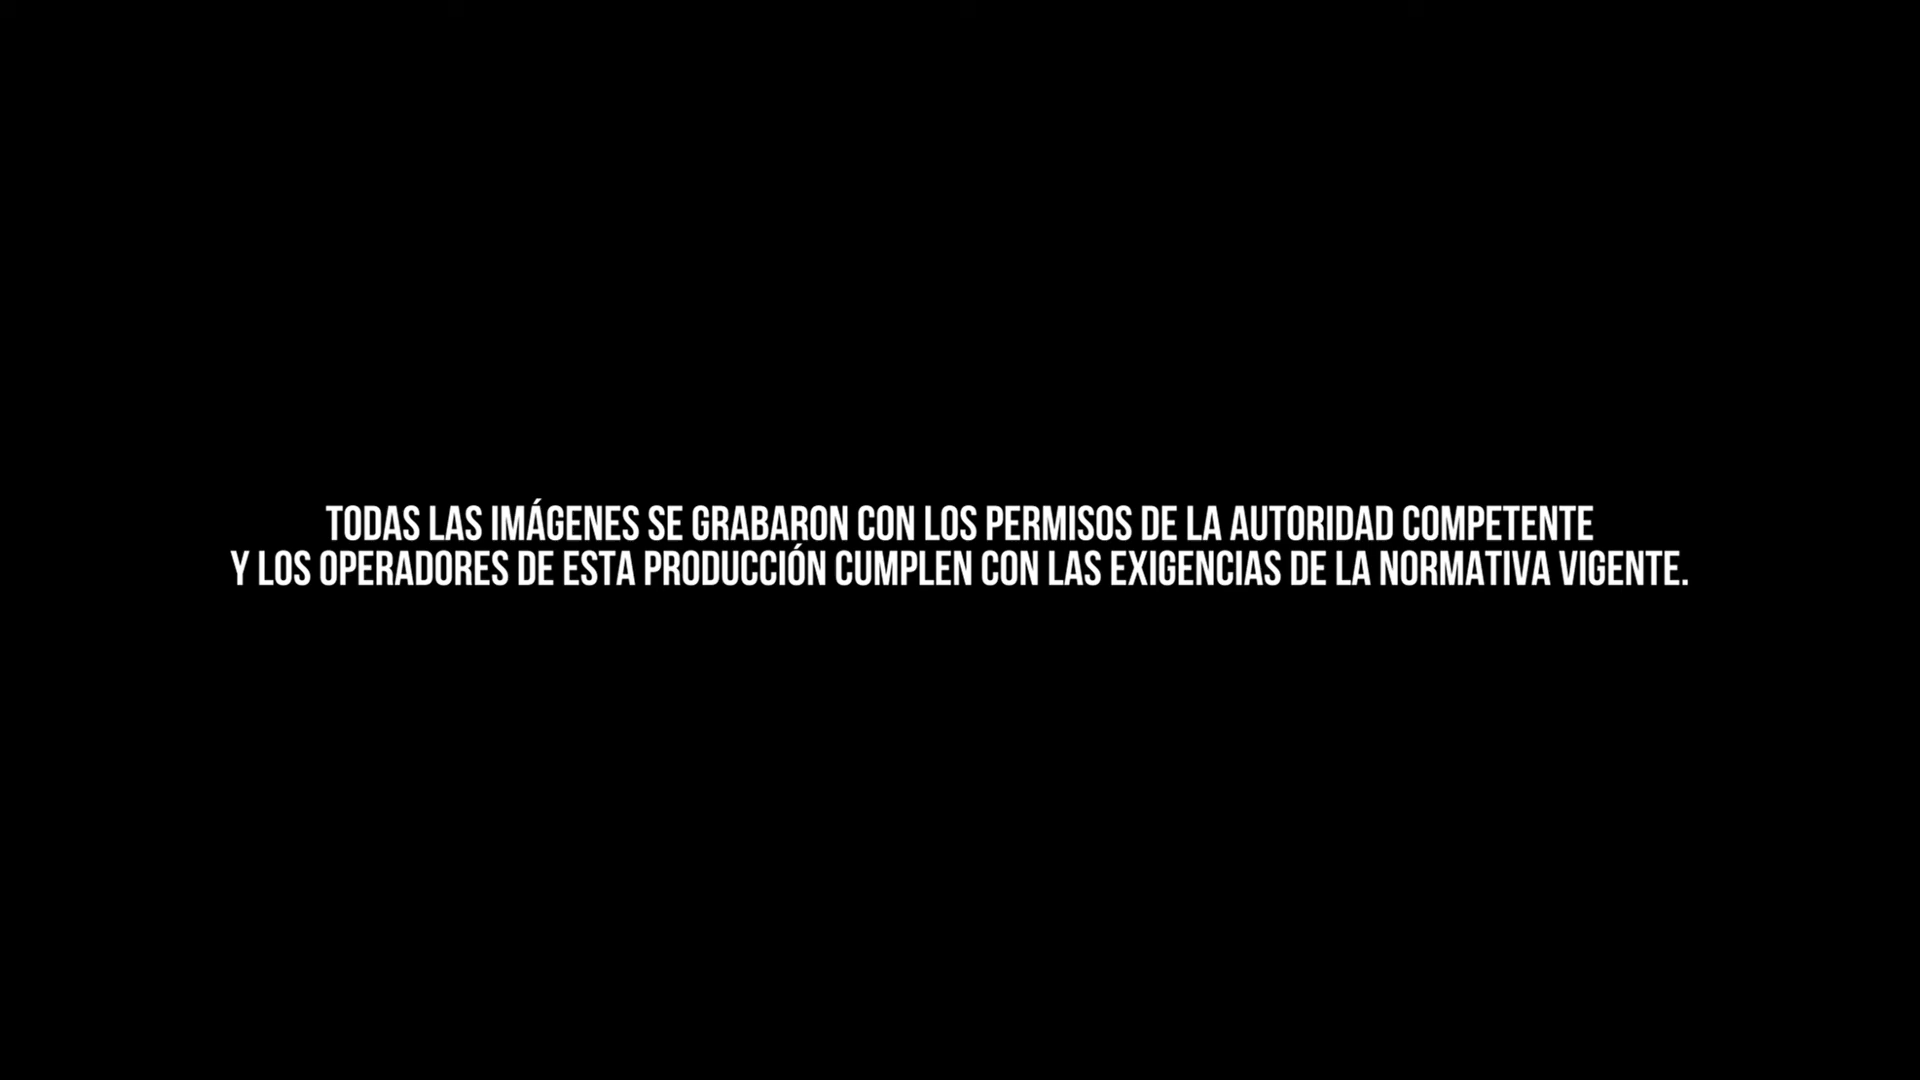 TODAS LAS IMÁGENES SE GRABARON CON LOS PERMISOS DE LA AUTORIDAD COMPETENTE
Y LOS OPERADORES DE ESTA PRODUCCIÓN CUMPLEN CON LAS EXIGENCIAS DE LA NORMATIVA VIGENTE.